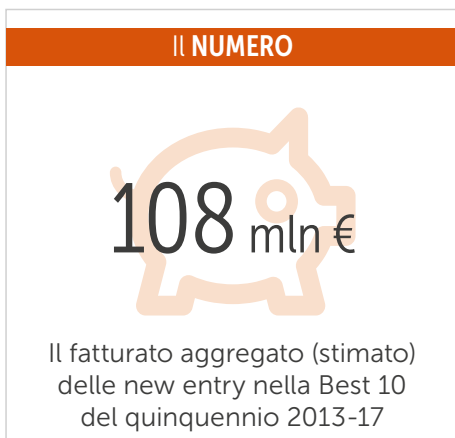 Il NUMERO
108 mln €
Il fatturato aggregato (stimato)
delle new entry nella Best 10
del quinquennio 2013-17